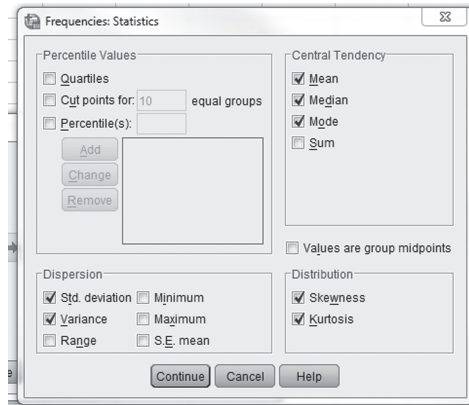 Frequencies: Statistics
Percentile Values
Quartiles
Cut points for: 10 equal groups
Percentile(s):
Add
Change
Remove
Central Tendency
Mean
Median
Mode
Sum
Values are group midpoints
Dispersion
Std. deviation Minimum
Variance Maximum
Range S.E. mean
Distribution
Skewness
Kurtosis
Continue Cancel Help